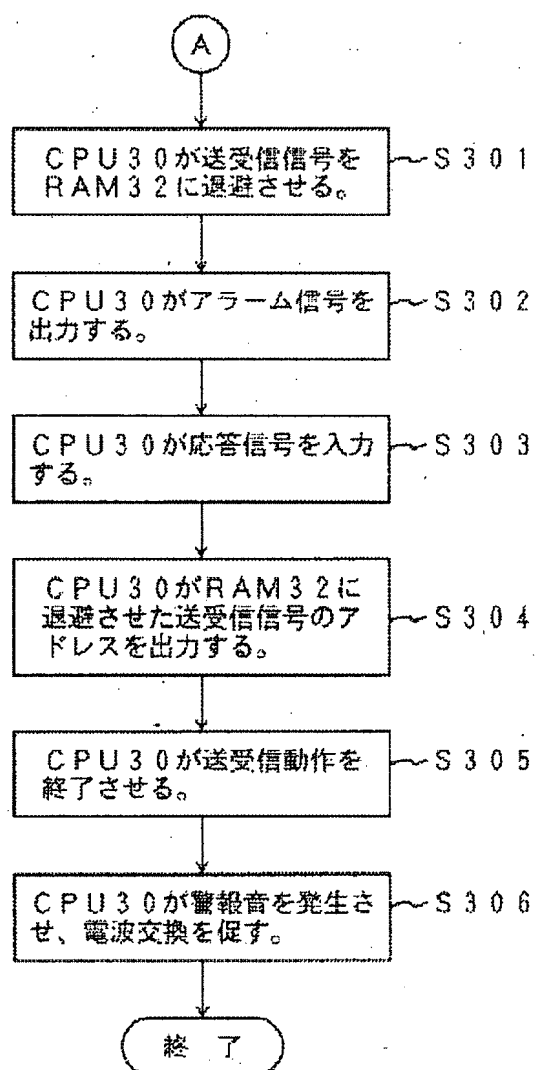 A
CPU30が送受信信号を
RAM32に退避させる。
S301
CPU30がアラーム信号を
出力する。
S302
CPU30が応答信号を入力
する。
S303
CPU30がRAM32に
退避させた送受信信号のア
ドレスを出力する。
S304
CPU30が送受信動作を
終了させる。
S305
CPU30が警報音を発生さ
せ、電波交換を促す。
S306
終了